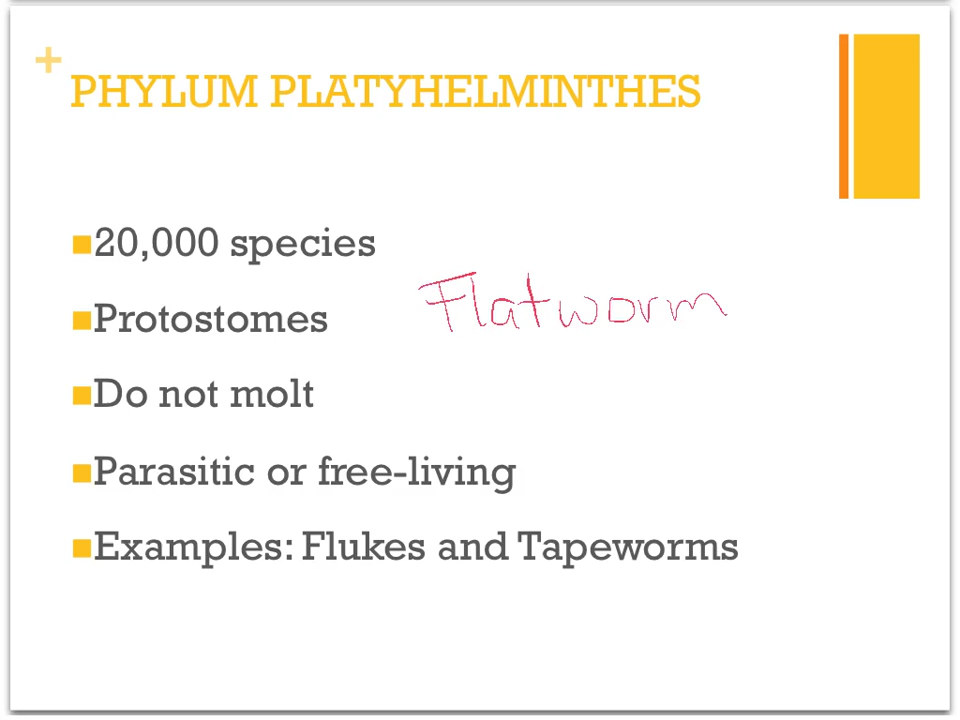 +
PHYLUM PLATYHELMINTHES
■20,000 species
■Protostomes
Flatworm
■Do not molt
■Parasitic or free-living
■Examples: Flukes and Tapeworms